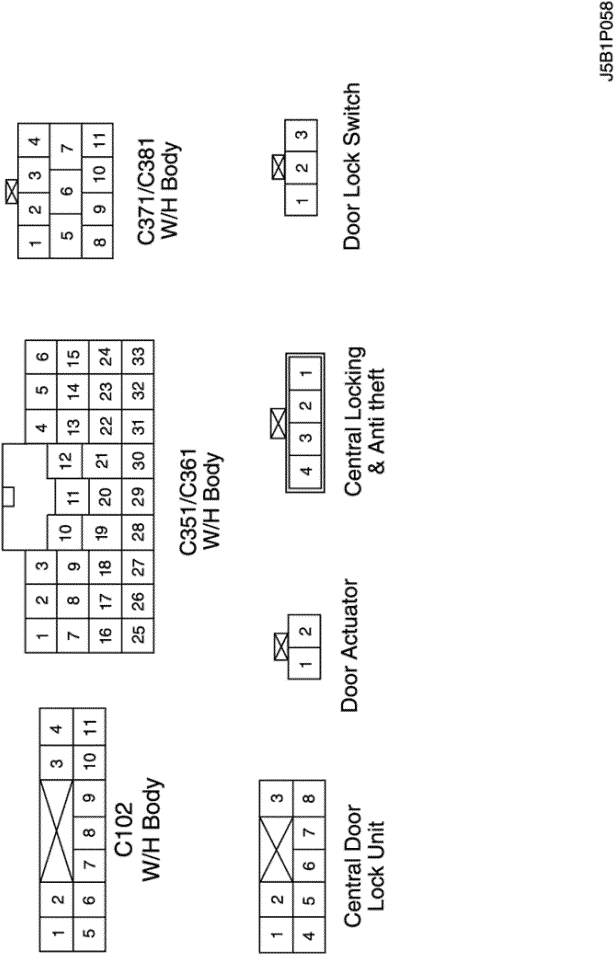 1 2 3 4
5 6 7 8 9 10 11
C102
W/H Body
1 2 3 4 5 6
7 8 9 10 11 12 13 14 15
16 17 18 19 20 21 22 23 24
25 26 27 28 29 30 31 32 33
C351/C361
W/H Body
1 2 3 4
5 6 7
8 9 10 11
C371/C381
W/H Body
1 2 3
4 5 6 7 8
Central Door
Lock Unit
1 2
Door Actuator
4 3 2 1
Central Locking
& Anti theft
1 2 3
Door Lock Switch
J5B1P058